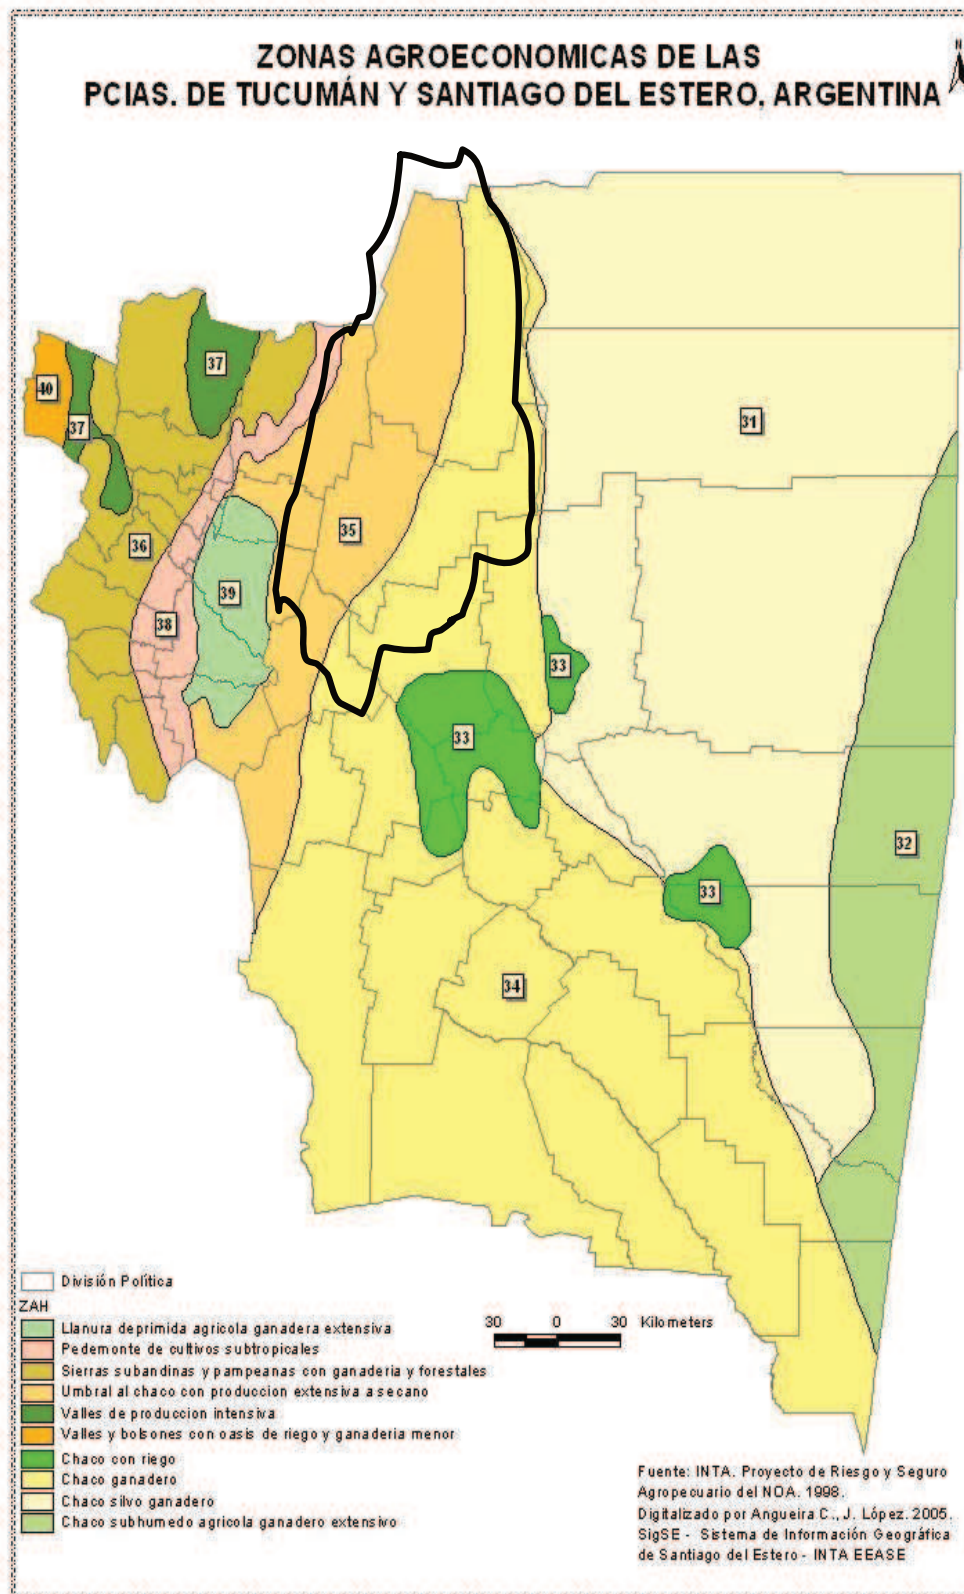 ZONAS AGROECONOMICAS DE LAS
PCIAS. DE TUCUMÁN Y SANTIAGO DEL ESTERO, ARGENTINA
N
37
40
37
31
35
36
39
38
33
33
32
33
34
División Política
ZAH
Llanura deprimida agricola ganadera extensiva
Pedemonte de cultivos subtropicales
Sierras subandinas y pampeanas con ganaderia y forestales
Umbral al chaco con produccion extensiva a secano
Valles de produccion intensiva
Valles y bolsones con oasis de riego y ganaderia menor
Chaco con riego
Chaco ganadero
Chaco silvo ganadero
Chaco subhumedo agricola ganadero extensivo
30 0 30 Kilometers
Fuente: INTA. Proyecto de Riesgo y Seguro
Agropecuario del NOA. 1998.
Digitalizado por Angueira C., J. López. 2005.
SigSE - Sistema de Información Geográfica
de Santiago del Estero - INTA EEASE